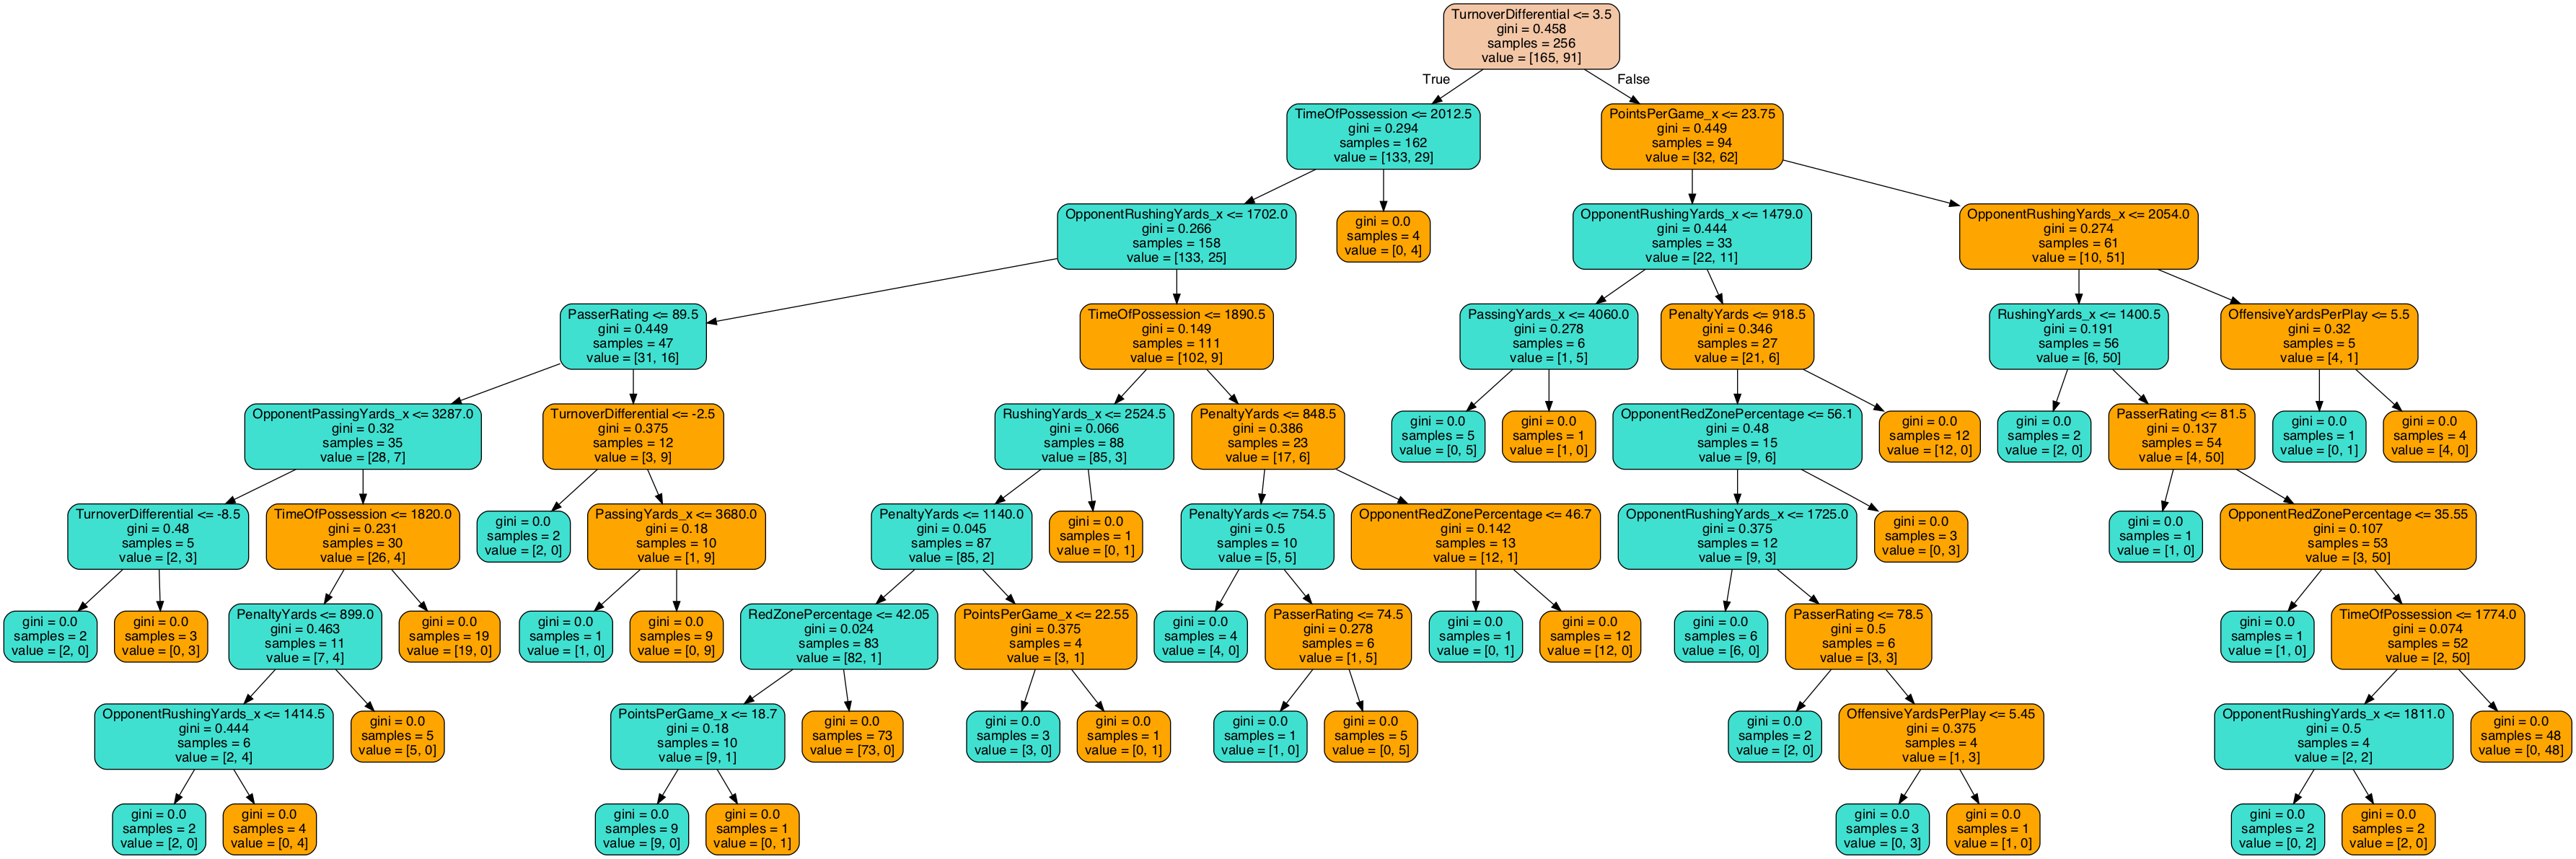 TurnoverDifferential <= 3.5
gini = 0.458
samples = 256
value = [165, 91]
True
False
TimeOfPossession <= 2012.5
gini = 0.294
samples = 162
value = [133, 29]
PointsPerGame_x <= 23.75
gini = 0.449
samples = 94
value = [32, 62]
OpponentRushingYards_x <= 1702.0
gini = 0.266
samples = 158
value = [133, 25]
gini = 0.0
samples = 4
value = [0, 4]
OpponentRushingYards_x <= 1479.0
gini = 0.444
samples = 33
value = [22, 11]
OpponentRushingYards_x <= 2054.0
gini = 0.274
samples = 61
value = [10, 51]
PasserRating <= 89.5
gini = 0.449
samples = 47
value = [31, 16]
TimeOfPossession <= 1890.5
gini = 0.149
samples = 111
value = [102, 9]
PassingYards_x <= 4060.0
gini = 0.278
samples = 6
value = [1, 5]
PenaltyYards <= 918.5
gini = 0.346
samples = 27
value = [21, 6]
RushingYards_x <= 1400.5
gini = 0.191
samples = 56
value = [6, 50]
OffensiveYardsPerPlay <= 5.5
gini = 0.32
samples = 5
value = [4, 1]
OpponentPassingYards_x <= 3287.0
gini = 0.32
samples = 35
value = [28, 7]
TurnoverDifferential <= -2.5
gini = 0.375
samples = 12
value = [3, 9]
RushingYards_x <= 2524.5
gini = 0.066
samples = 88
value = [85, 3]
PenaltyYards <= 848.5
gini = 0.386
samples = 23
value = [17, 6]
gini = 0.0
samples = 5
value = [0, 5]
gini = 0.0
samples = 1
value = [1, 0]
OpponentRedZonePercentage <= 56.1
gini = 0.48
samples = 15
value = [9, 6]
gini = 0.0
samples = 12
value = [12, 0]
gini = 0.0
samples = 2
value = [2, 0]
PasserRating <= 81.5
gini = 0.137
samples = 54
value = [4, 50]
gini = 0.0
samples = 1
value = [0, 1]
gini = 0.0
samples = 4
value = [4, 0]
TurnoverDifferential <= -8.5
gini = 0.48
samples = 5
value = [2, 3]
TimeOfPossession <= 1820.0
gini = 0.231
samples = 30
value = [26, 4]
gini = 0.0
samples = 2
value = [2, 0]
PassingYards_x <= 3680.0
gini = 0.18
samples = 10
value = [1, 9]
PenaltyYards <= 1140.0
gini = 0.045
samples = 87
value = [85, 2]
gini = 0.0
samples = 1
value = [0, 1]
PenaltyYards <= 754.5
gini = 0.5
samples = 10
value = [5, 5]
OpponentRedZonePercentage <= 46.7
gini = 0.142
samples = 13
value = [12, 1]
OpponentRushingYards_x <= 1725.0
gini = 0.375
samples = 12
value = [9, 3]
gini = 0.0
samples = 3
value = [0, 3]
gini = 0.0
samples = 1
value = [1, 0]
OpponentRedZonePercentage <= 35.55
gini = 0.107
samples = 53
value = [3, 50]
gini = 0.0
samples = 2
value = [2, 0]
gini = 0.0
samples = 3
value = [0, 3]
PenaltyYards <= 899.0
gini = 0.463
samples = 11
value = [7, 4]
gini = 0.0
samples = 19
value = [19, 0]
gini = 0.0
samples = 1
value = [1, 0]
gini = 0.0
samples = 9
value = [0, 9]
RedZonePercentage <= 42.05
gini = 0.024
samples = 83
value = [82, 1]
PointsPerGame_x <= 22.55
gini = 0.375
samples = 4
value = [3, 1]
gini = 0.0
samples = 4
value = [4, 0]
PasserRating <= 74.5
gini = 0.278
samples = 6
value = [1, 5]
gini = 0.0
samples = 1
value = [0, 1]
gini = 0.0
samples = 12
value = [12, 0]
gini = 0.0
samples = 6
value = [6, 0]
PasserRating <= 78.5
gini = 0.5
samples = 6
value = [3, 3]
gini = 0.0
samples = 1
value = [1, 0]
TimeOfPossession <= 1774.0
gini = 0.074
samples = 52
value = [2, 50]
OpponentRushingYards_x <= 1414.5
gini = 0.444
samples = 6
value = [2, 4]
gini = 0.0
samples = 5
value = [5, 0]
PointsPerGame_x <= 18.7
gini = 0.18
samples = 10
value = [9, 1]
gini = 0.0
samples = 73
value = [73, 0]
gini = 0.0
samples = 3
value = [3, 0]
gini = 0.0
samples = 1
value = [0, 1]
gini = 0.0
samples = 1
value = [1, 0]
gini = 0.0
samples = 5
value = [0, 5]
gini = 0.0
samples = 2
value = [2, 0]
OffensiveYardsPerPlay <= 5.45
gini = 0.375
samples = 4
value = [1, 3]
OpponentRushingYards_x <= 1811.0
gini = 0.5
samples = 4
value = [2, 2]
gini = 0.0
samples = 48
value = [0, 48]
gini = 0.0
samples = 2
value = [2, 0]
gini = 0.0
samples = 4
value = [0, 4]
gini = 0.0
samples = 9
value = [9, 0]
gini = 0.0
samples = 1
value = [0, 1]
gini = 0.0
samples = 3
value = [0, 3]
gini = 0.0
samples = 1
value = [1, 0]
gini = 0.0
samples = 2
value = [0, 2]
gini = 0.0
samples = 2
value = [2, 0]